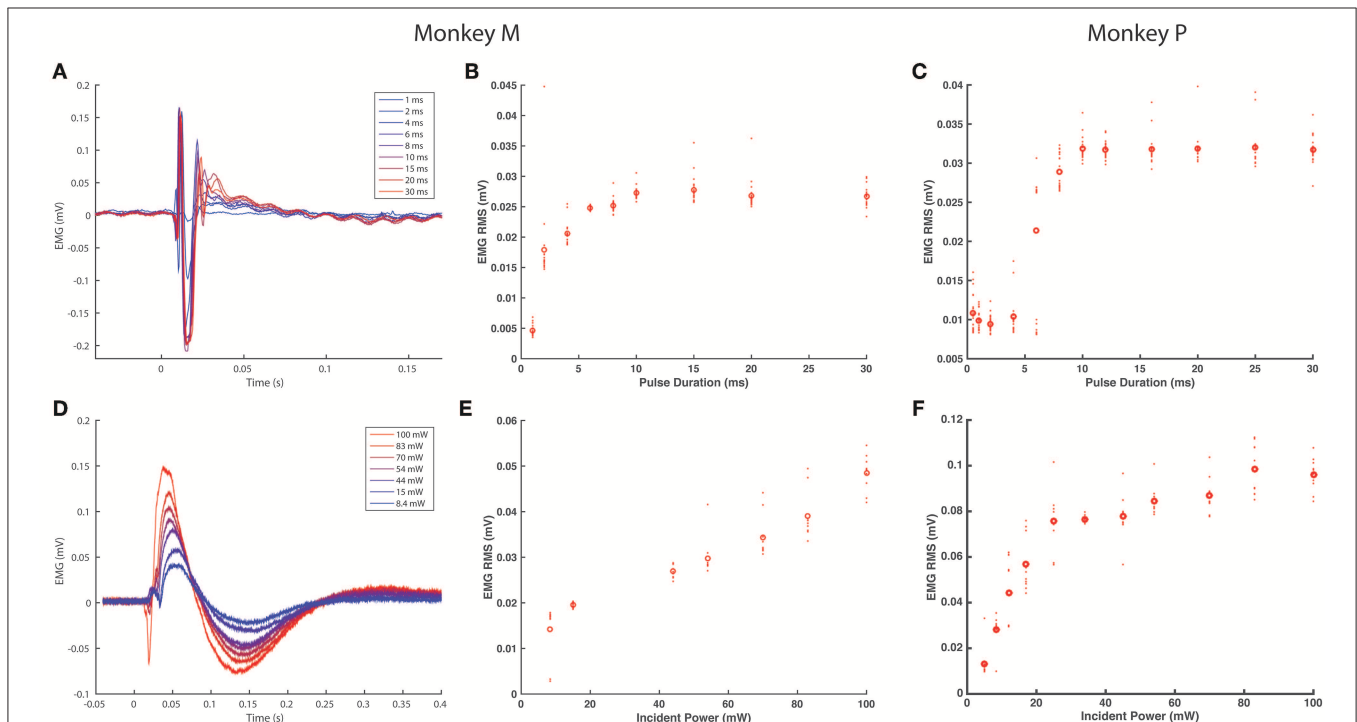 Monkey M
Monkey P
A
0.2
0.15
0.1
0.05
0
-0.05
-0.1
-0.15
-0.2
EMG (mV)
0
0.05
0.1
0.15
Time (s)
1 ms
2 ms
4 ms
6 ms
8 ms
10 ms
15 ms
20 ms
30 ms
B
0.045
0.04
0.035
0.03
0.025
0.02
0.015
0.01
0.005
0
EMG RMS (mV)
0
5
10
15
20
25
30
Pulse Duration (ms)
C
0.04
0.035
0.03
0.025
0.02
0.015
0.01
0.005
EMG RMS (mV)
0
5
10
15
20
25
30
Pulse Duration (ms)
D
0.2
0.15
0.1
0.05
0
-0.05
-0.1
EMG (mV)
-0.05
0
0.05
0.1
0.15
0.2
0.25
0.3
0.35
0.4
Time (s)
100 mW
83 mW
70 mW
54 mW
44 mW
15 mW
8.4 mW
E
0.06
0.05
0.04
0.03
0.02
0.01
0
EMG RMS (mV)
0
20
40
60
80
100
Incident Power (mW)
F
0.12
0.1
0.08
0.06
0.04
0.02
0
EMG RMS (mV)
0
20
40
60
80
100
Incident Power (mW)